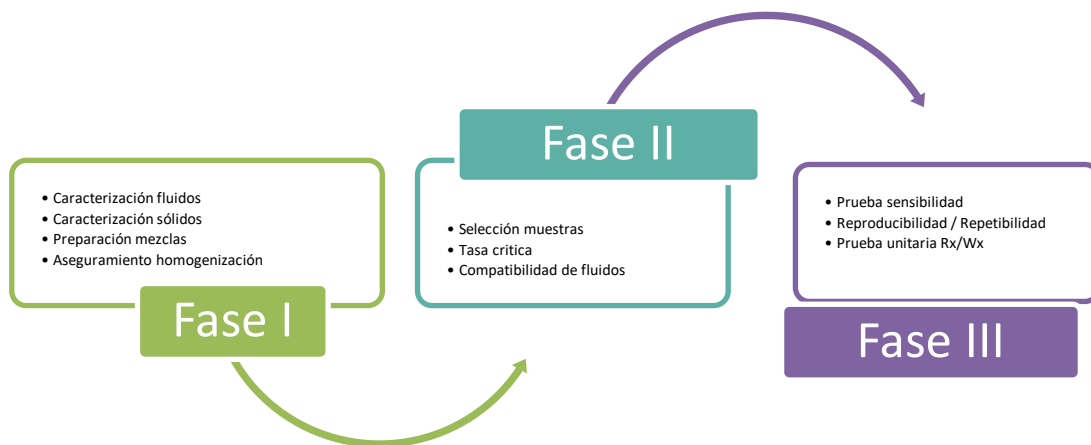 • Caracterización fluidos
• Caracterización sólidos
• Preparación mezclas
• Aseguramiento homogenización
Fase I
Fase II
• Selección muestras
• Tasa critica
• Compatibilidad de fluidos
• Prueba sensibilidad
• Reproducibilidad / Repetibilidad
• Prueba unitaria Rx/Wx
Fase III